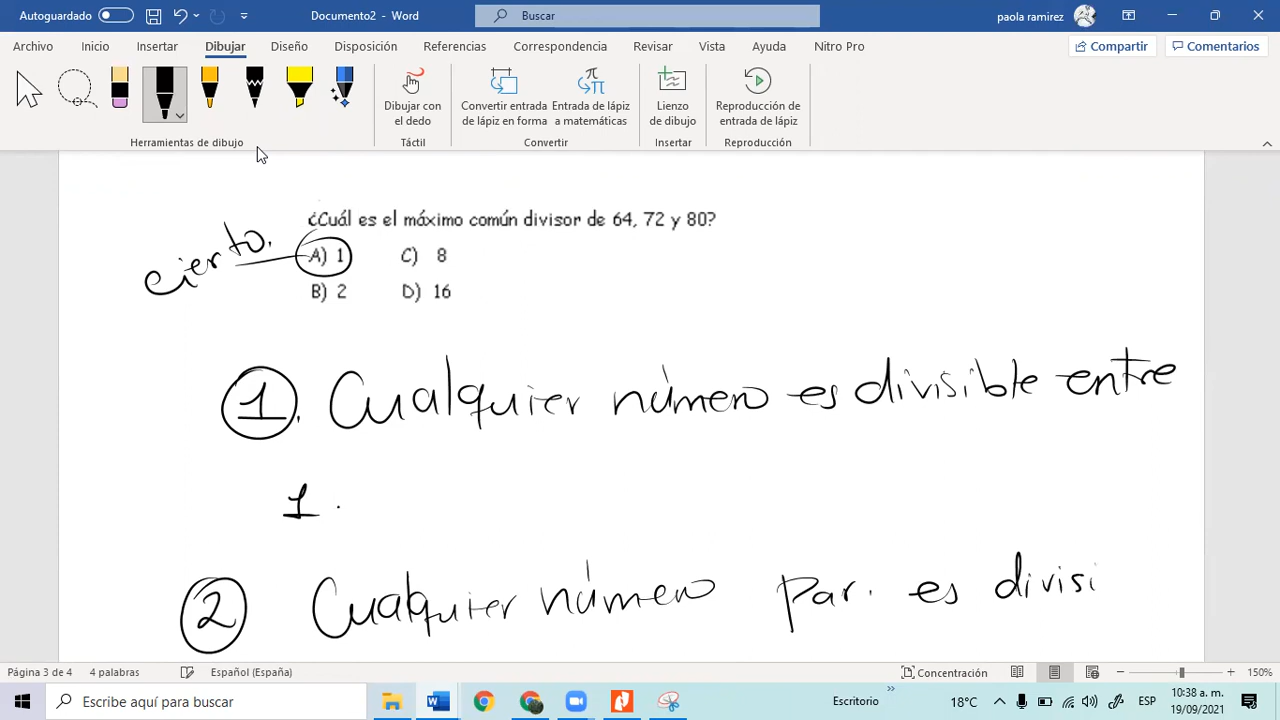 Autoguardado
Documento2 - Word
Buscar
paola ramirez
Archivo Inicio Insertar Dibujar Diseño Disposición Referencias Correspondencia Revisar Vista Ayuda Nitro Pro
Compartir Comentarios
Dibujar con
el dedo
Convertir entrada
de lápiz en forma
Entrada de lápiz
a matemáticas
Lienzo
de dibujo
Reproducción de
entrada de lápiz
Herramientas de dibujo Táctil Convertir Insertar Reproducción
¿Cuál es el máximo común divisor de 64, 72 y 80?
cierto.
A) 1 C) 8
B) 2 D) 16
1. Cualquier número es divisible entre
1.
2 Cualquier número par. es divisi
Página 3 de 4 4 palabras Español (España) Concentración 150%
Escribe aquí para buscar
Escritorio 18°C ESP
10:38 a. m.
19/09/2021